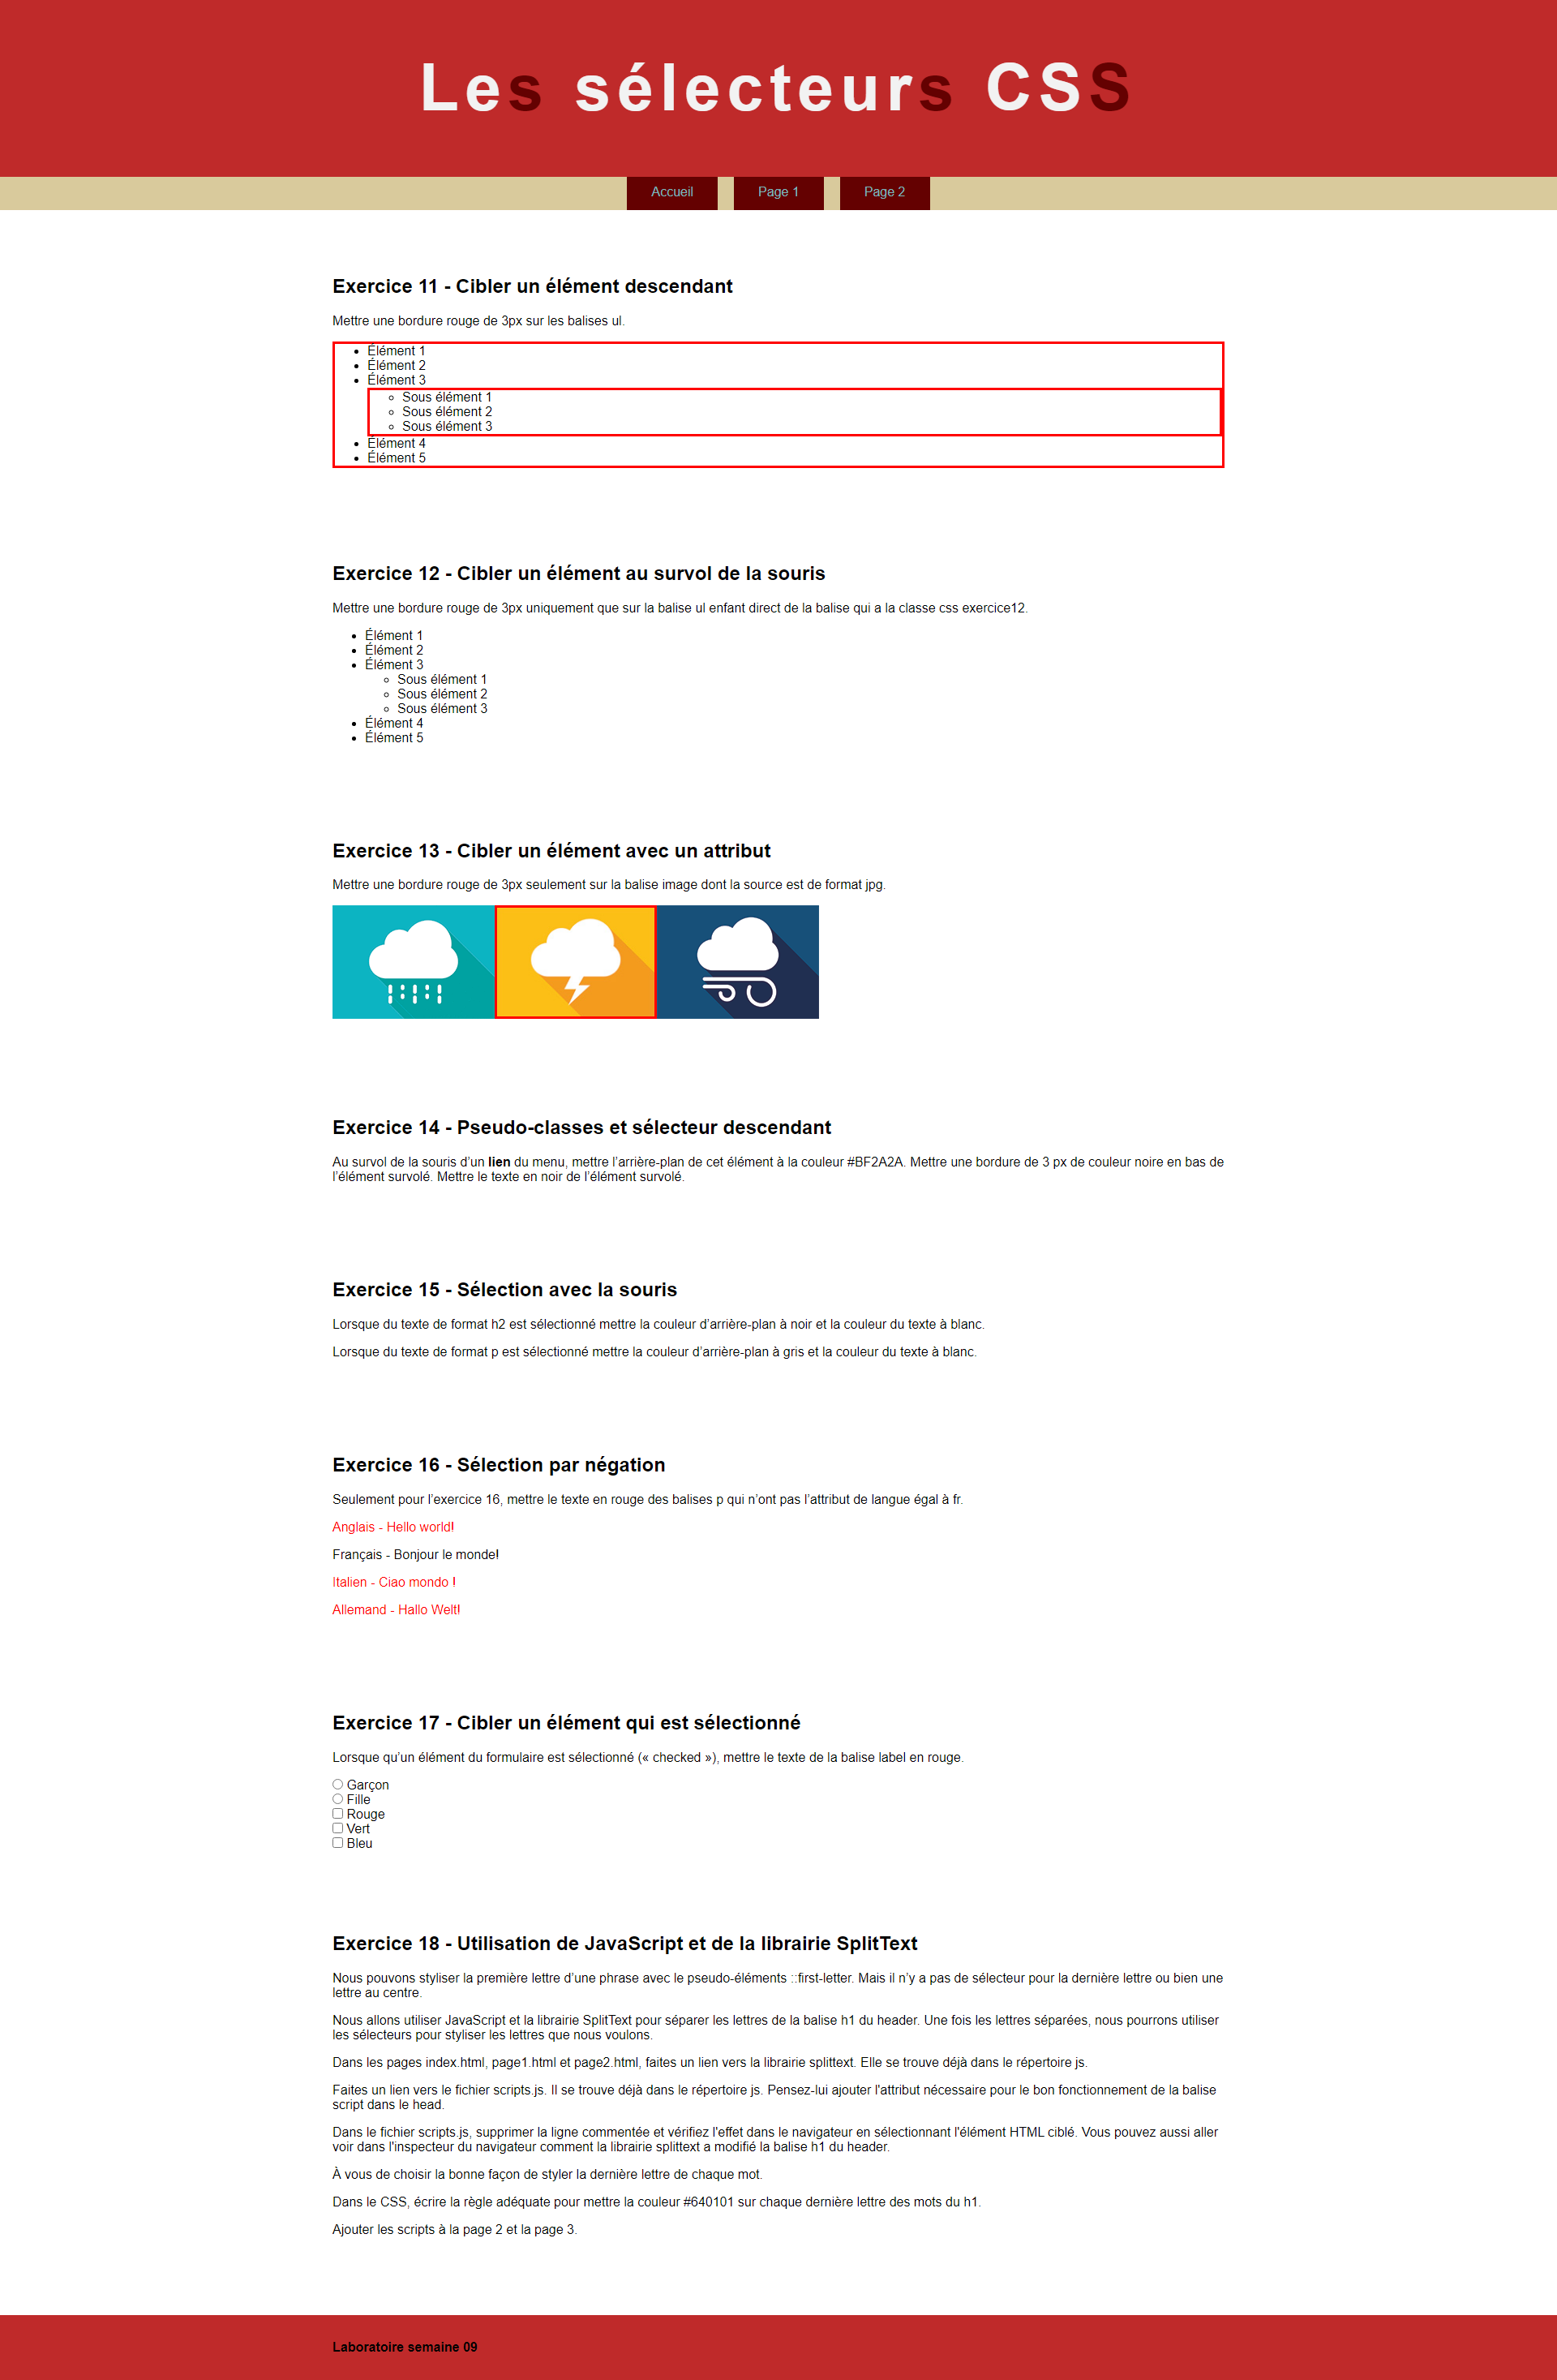 Les sélecteurs CSS
Accueil
Page 1
Page 2
Exercice 11 - Cibler un élément descendant
Mettre une bordure rouge de 3px sur les balises ul.
Élément 1
Élément 2
Élément 3
Sous élément 1
Sous élément 2
Sous élément 3
Élément 4
Élément 5
Exercice 12 - Cibler un élément au survol de la souris
Mettre une bordure rouge de 3px uniquement que sur la balise ul enfant direct de la balise qui a la classe css exercice12.
Élément 1
Élément 2
Élément 3
Sous élément 1
Sous élément 2
Sous élément 3
Élément 4
Élément 5
Exercice 13 - Cibler un élément avec un attribut
Mettre une bordure rouge de 3px seulement sur la balise image dont la source est de format jpg.
Exercice 14 - Pseudo-classes et sélecteur descendant
Au survol de la souris d’un lien du menu, mettre l’arrière-plan de cet élément à la couleur #BF2A2A. Mettre une bordure de 3 px de couleur noire en bas de
l’élément survolé. Mettre le texte en noir de l’élément survolé.
Exercice 15 - Sélection avec la souris
Lorsque du texte de format h2 est sélectionné mettre la couleur d’arrière-plan à noir et la couleur du texte à blanc.
Lorsque du texte de format p est sélectionné mettre la couleur d’arrière-plan à gris et la couleur du texte à blanc.
Exercice 16 - Sélection par négation
Seulement pour l’exercice 16, mettre le texte en rouge des balises p qui n’ont pas l’attribut de langue égal à fr.
Anglais - Hello world!
Français - Bonjour le monde!
Italien - Ciao mondo !
Allemand - Hallo Welt!
Exercice 17 - Cibler un élément qui est sélectionné
Lorsque qu’un élément du formulaire est sélectionné (« checked »), mettre le texte de la balise label en rouge.
Garçon
Fille
Rouge
Vert
Bleu
Exercice 18 - Utilisation de JavaScript et de la librairie SplitText
Nous pouvons styliser la première lettre d’une phrase avec le pseudo-éléments ::first-letter. Mais il n’y a pas de sélecteur pour la dernière lettre ou bien une
lettre au centre.
Nous allons utiliser JavaScript et la librairie SplitText pour séparer les lettres de la balise h1 du header. Une fois les lettres séparées, nous pourrons utiliser
les sélecteurs pour styliser les lettres que nous voulons.
Dans les pages index.html, page1.html et page2.html, faites un lien vers la librairie splittext. Elle se trouve déjà dans le répertoire js.
Faites un lien vers le fichier scripts.js. Il se trouve déjà dans le répertoire js. Pensez-lui ajouter l'attribut nécessaire pour le bon fonctionnement de la balise
script dans le head.
Dans le fichier scripts.js, supprimer la ligne commentée et vérifiez l'effet dans le navigateur en sélectionnant l'élément HTML ciblé. Vous pouvez aussi aller
voir dans l'inspecteur du navigateur comment la librairie splittext a modifié la balise h1 du header.
À vous de choisir la bonne façon de styler la dernière lettre de chaque mot.
Dans le CSS, écrire la règle adéquate pour mettre la couleur #640101 sur chaque dernière lettre des mots du h1.
Ajouter les scripts à la page 2 et la page 3.
Laboratoire semaine 09